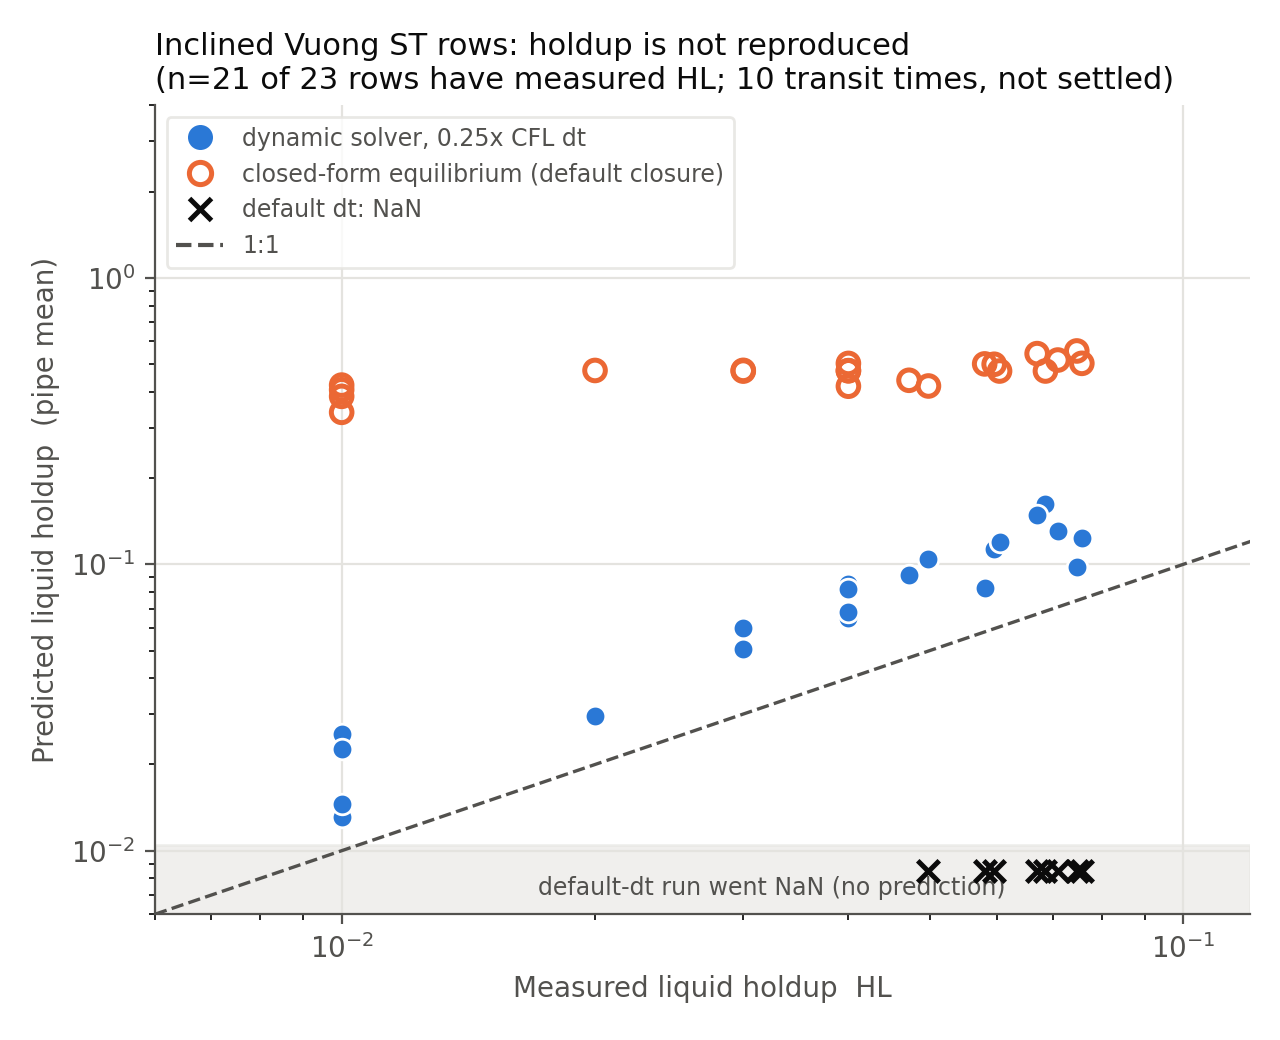 Inclined Vuong ST rows: holdup is not reproduced
(n=21 of 23 rows have measured HL; 10 transit times, not settled)
dynamic solver, 0.25x CFL dt
closed-form equilibrium (default closure)
default dt: NaN
1:1
Predicted liquid holdup (pipe mean)
10⁰
10⁻¹
10⁻²
default-dt run went NaN (no prediction)
10⁻²
10⁻¹
Measured liquid holdup HL